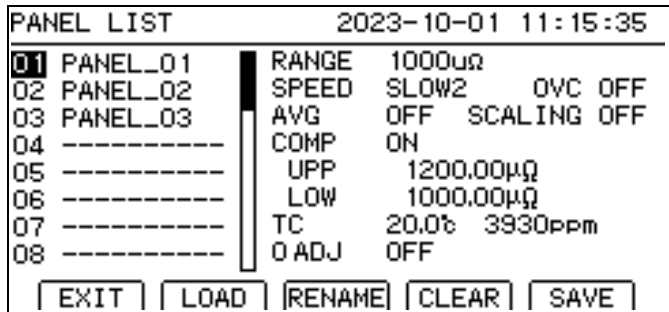 PANEL LIST 2023-10-01 11:15:35
01 PANEL_01
02 PANEL_02
03 PANEL_03
04 ----------
05 ----------
06 ----------
07 ----------
08 ----------
RANGE 1000uΩ
SPEED SLOW2 OVC OFF
AVG OFF SCALING OFF
COMP ON
UPP 1200.00μΩ
LOW 1000.00μΩ
TC 20.0℃ 3930ppm
0 ADJ OFF
EXIT LOAD RENAME CLEAR SAVE